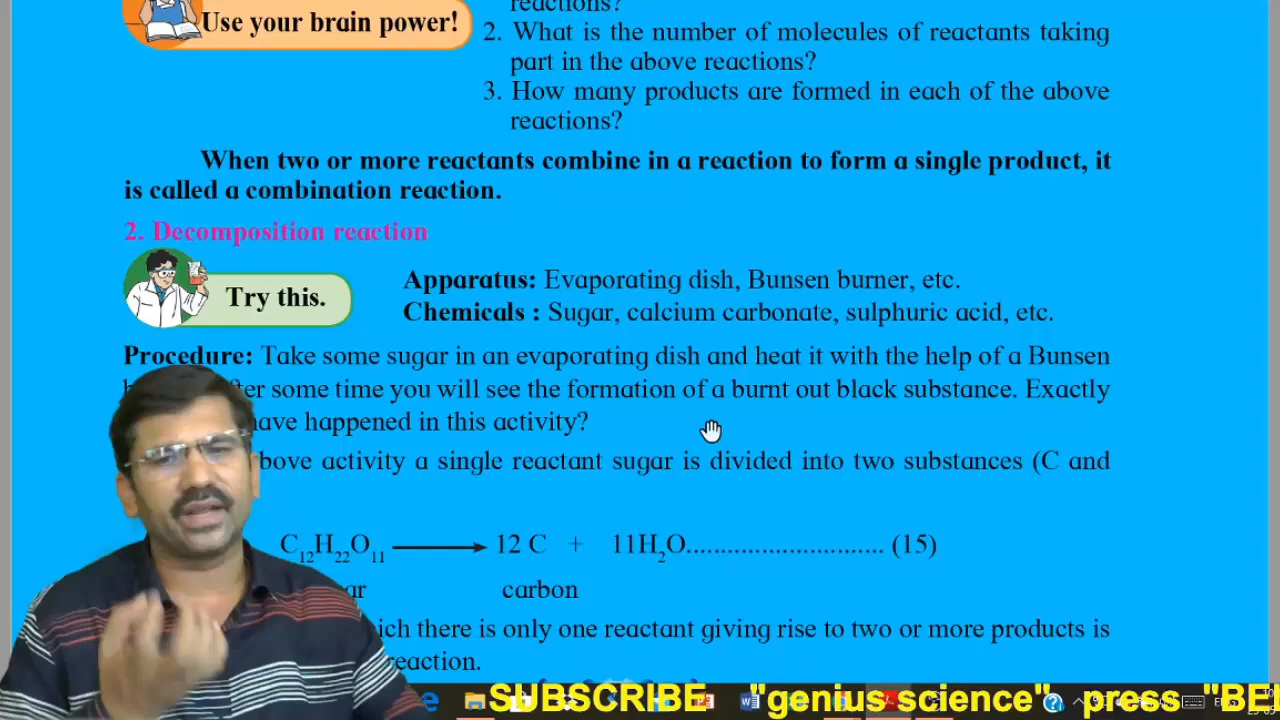 reactions?
Use your brain power!
2. What is the number of molecules of reactants taking
part in the above reactions?
3. How many products are formed in each of the above
reactions?
When two or more reactants combine in a reaction to form a single product, it
is called a combination reaction.
2. Decomposition reaction
Try this.
Apparatus: Evaporating dish, Bunsen burner, etc.
Chemicals : Sugar, calcium carbonate, sulphuric acid, etc.
Procedure: Take some sugar in an evaporating dish and heat it with the help of a Bunsen
some time you will see the formation of a burnt out black substance. Exactly
have happened in this activity?
activity a single reactant sugar is divided into two substances (C and
C₁₂H₂₂O₁₁ ⟶ 12 C + 11H₂O............................ (15)
carbon
there is only one reactant giving rise to two or more products is
reaction.
SUBSCRIBE "genius science" press "BE